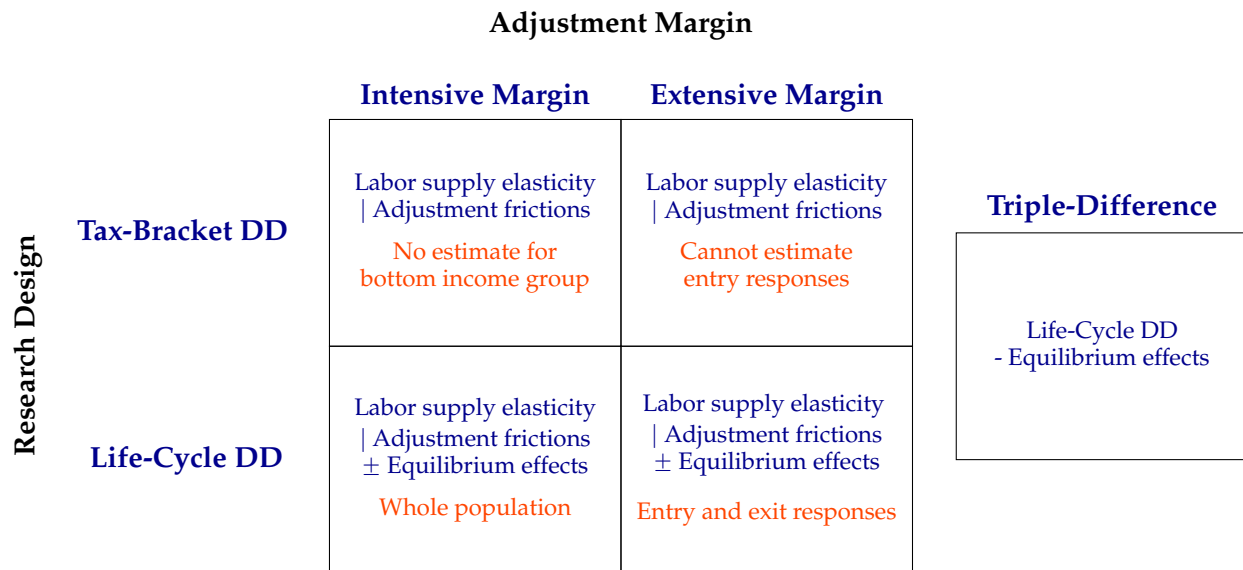 Adjustment Margin
Intensive Margin
Extensive Margin
Research Design
Tax-Bracket DD
Labor supply elasticity
| Adjustment frictions
No estimate for
bottom income group
Labor supply elasticity
| Adjustment frictions
Cannot estimate
entry responses
Life-Cycle DD
Labor supply elasticity
| Adjustment frictions
± Equilibrium effects
Whole population
Labor supply elasticity
| Adjustment frictions
± Equilibrium effects
Entry and exit responses
Triple-Difference
Life-Cycle DD
- Equilibrium effects